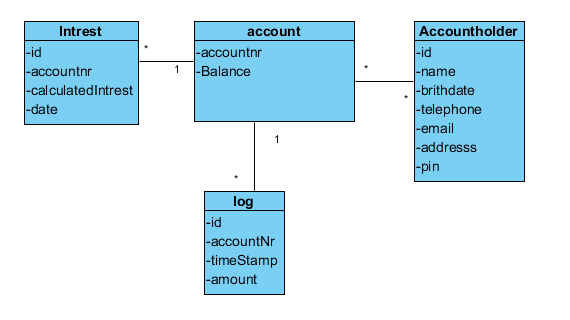 Intrest
-id
-accountnr
-calculatedIntrest
-date
*
1
account
-accountnr
-Balance
*
*
Accountholder
-id
-name
-brithdate
-telephone
-email
-addresss
-pin
1
*
log
-id
-accountNr
-timeStamp
-amount